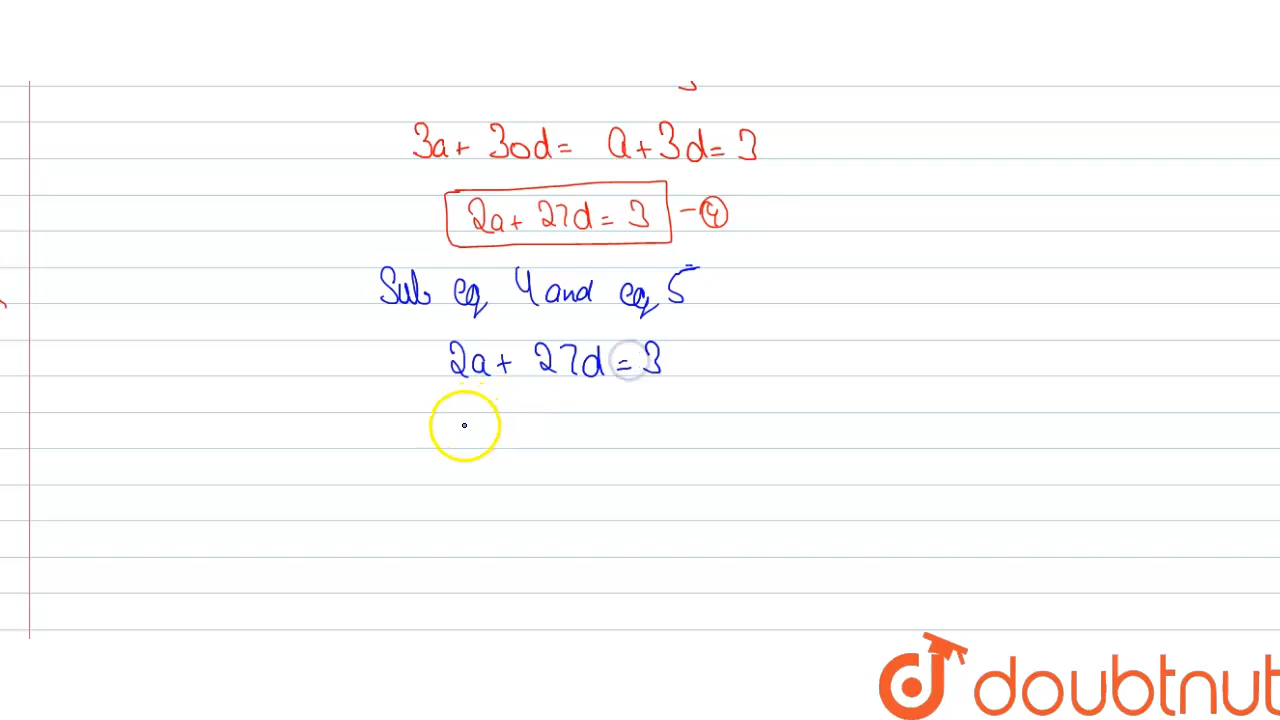 3a + 30d = a + 3d = 3
2a + 27d = 3 - ④
Sub eq 4 and eq 5
2a + 27d = 3
doubtnut